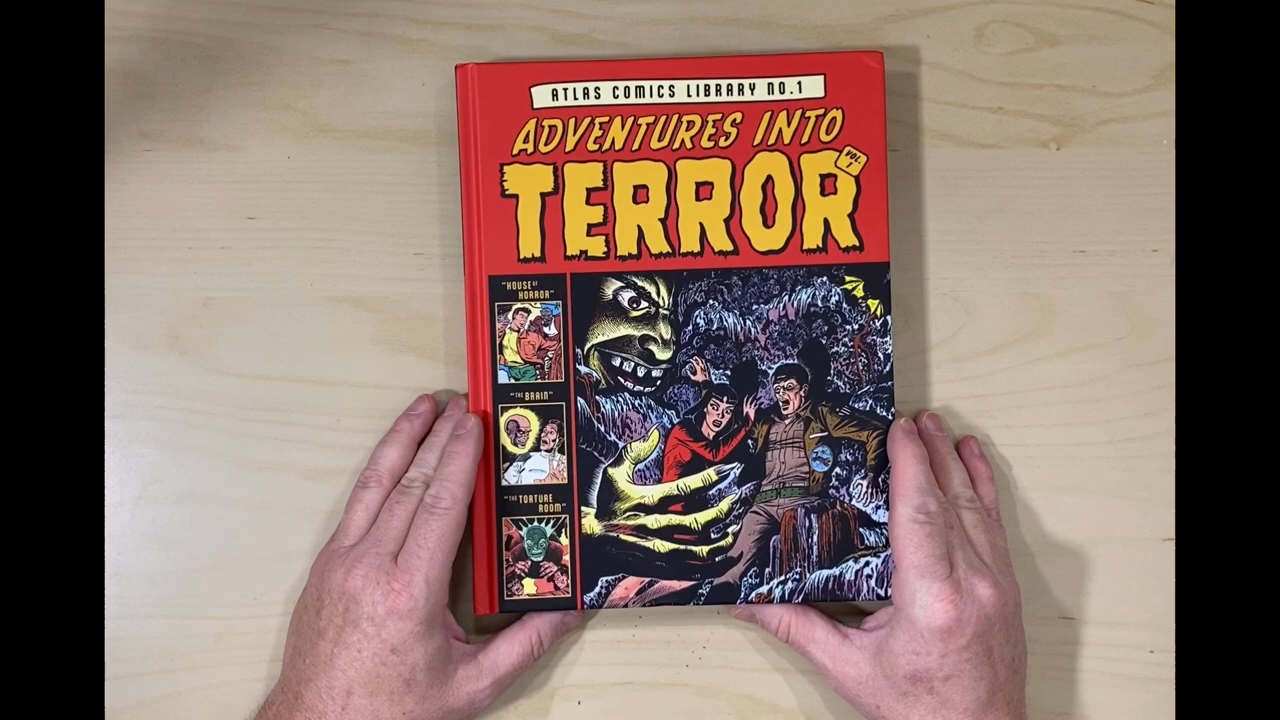 ATLAS COMICS LIBRARY NO.1
ADVENTURES INTO
TERROR
VOL.
1
"HOUSE OF
HORROR"
"THE BRAIN"
"THE TORTURE
ROOM"